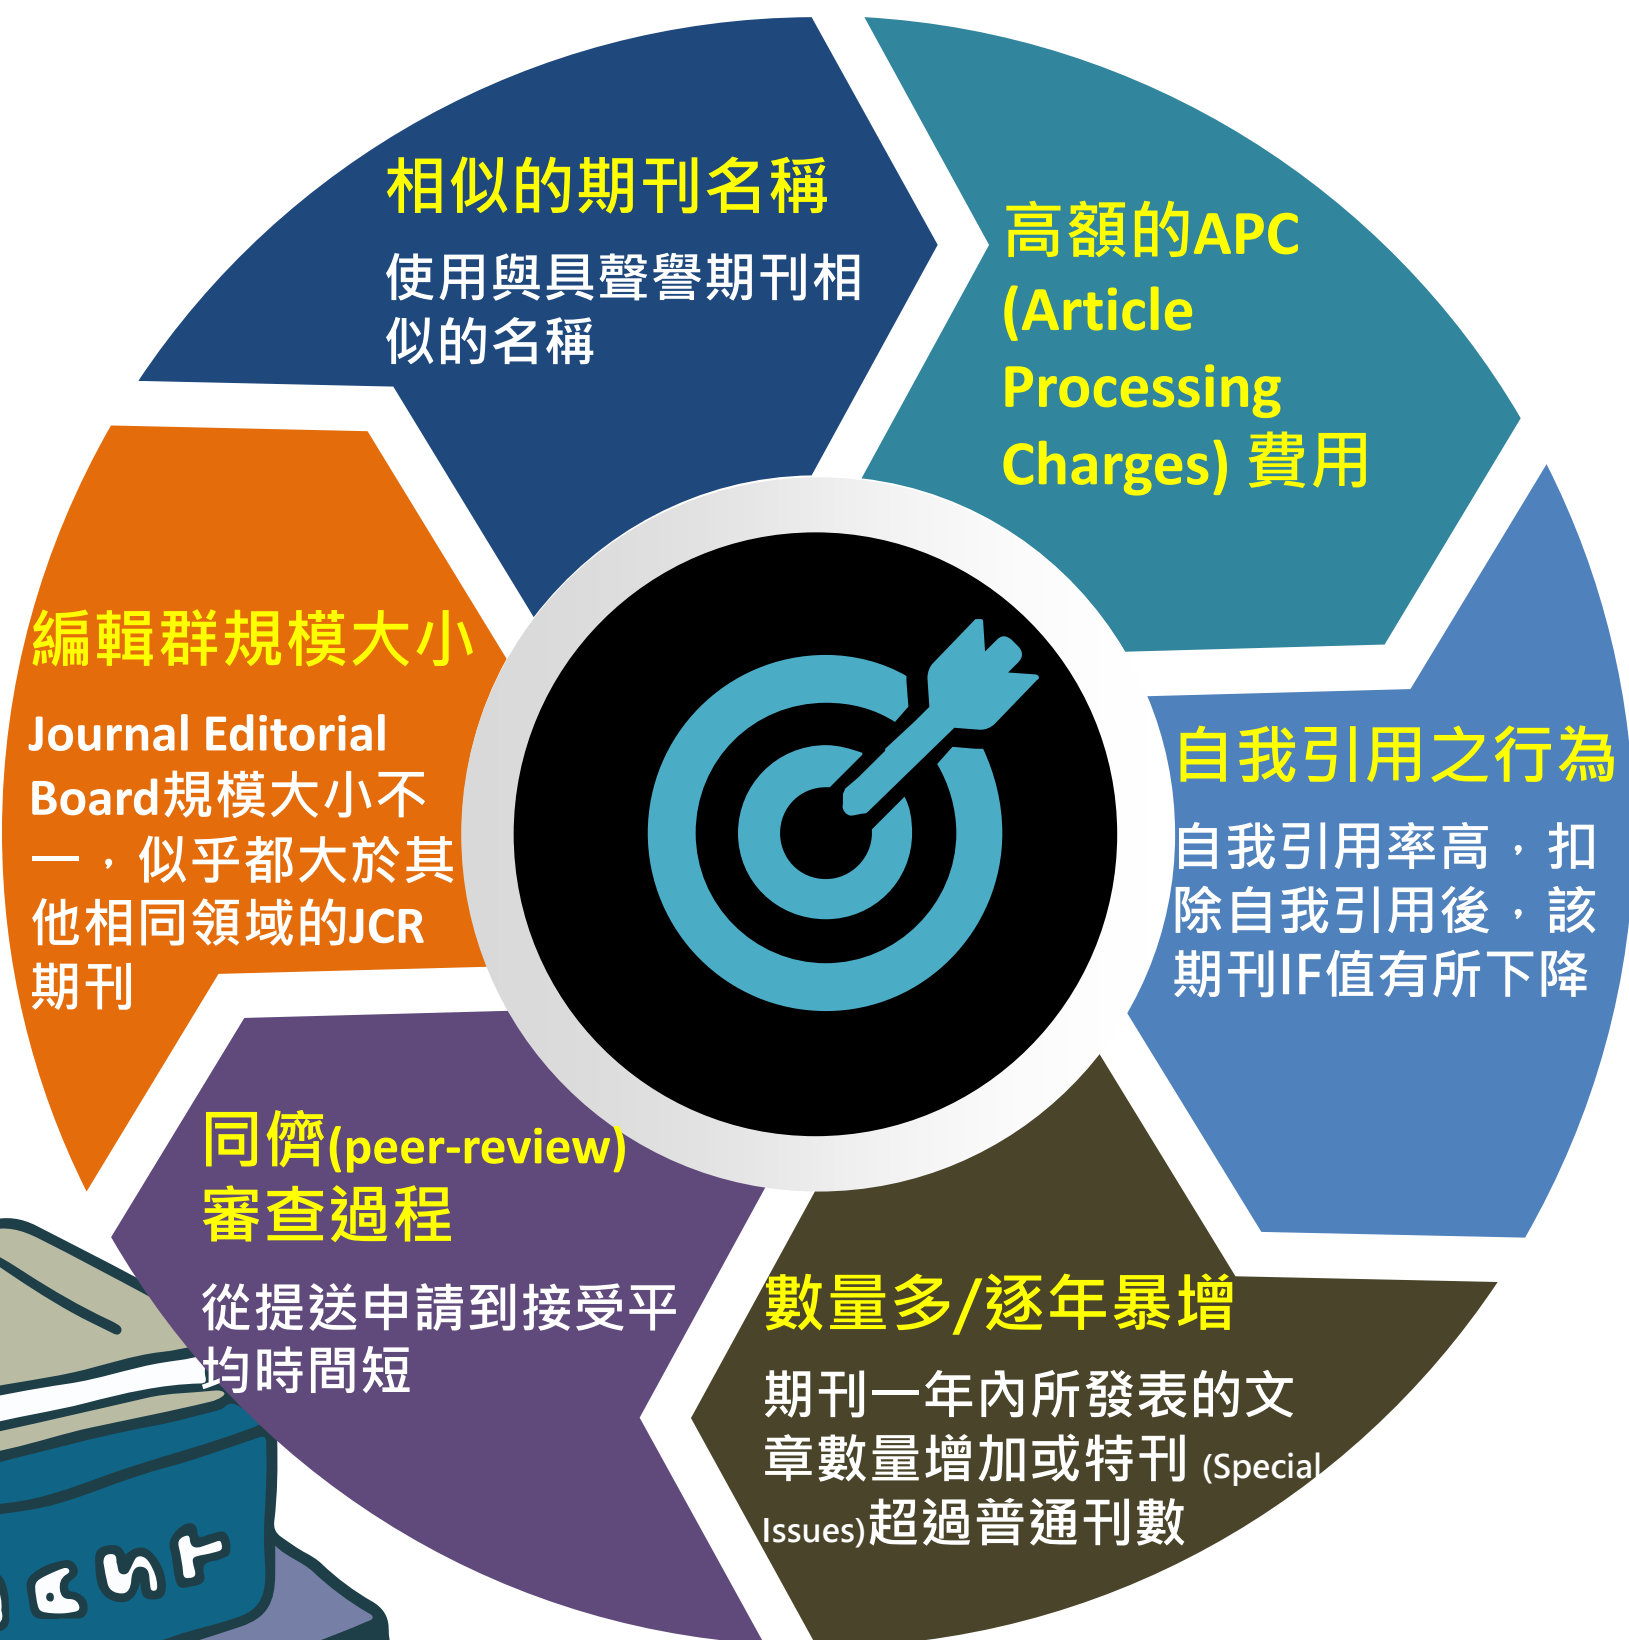 相似的期刊名稱
使用與具聲譽期刊相
似的名稱
高額的APC
(Article
Processing
Charges) 費用
自我引用之行為
自我引用率高，扣
除自我引用後，該
期刊IF值有所下降
數量多/逐年暴增
期刊一年內所發表的文
章數量增加或特刊 (Special
Issues)超過普通刊數
同儕(peer-review)
審查過程
從提送申請到接受平
均時間短
編輯群規模大小
Journal Editorial
Board規模大小不
一，似乎都大於其
他相同領域的JCR
期刊